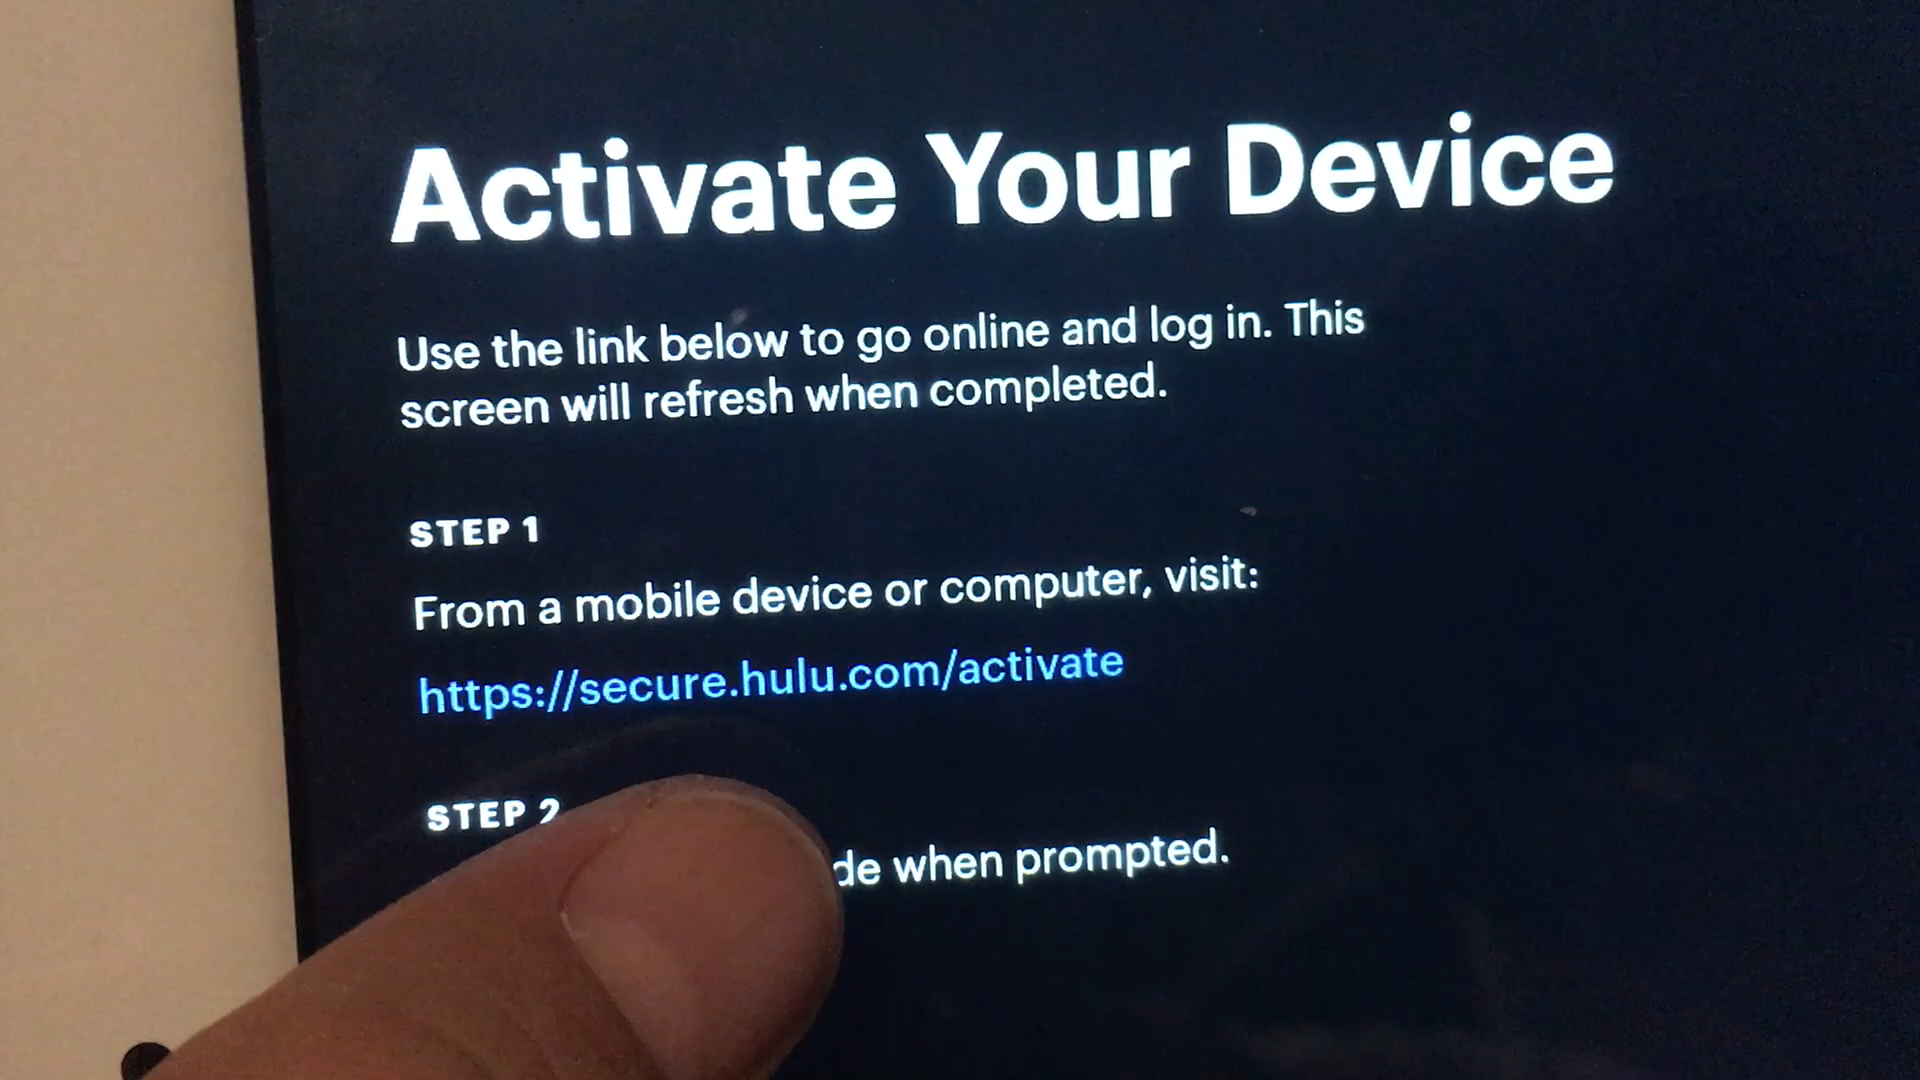 Activate Your Device
Use the link below to go online and log in. This
screen will refresh when completed.
STEP 1
From a mobile device or computer, visit:
https://secure.hulu.com/activate
STEP 2
when prompted.